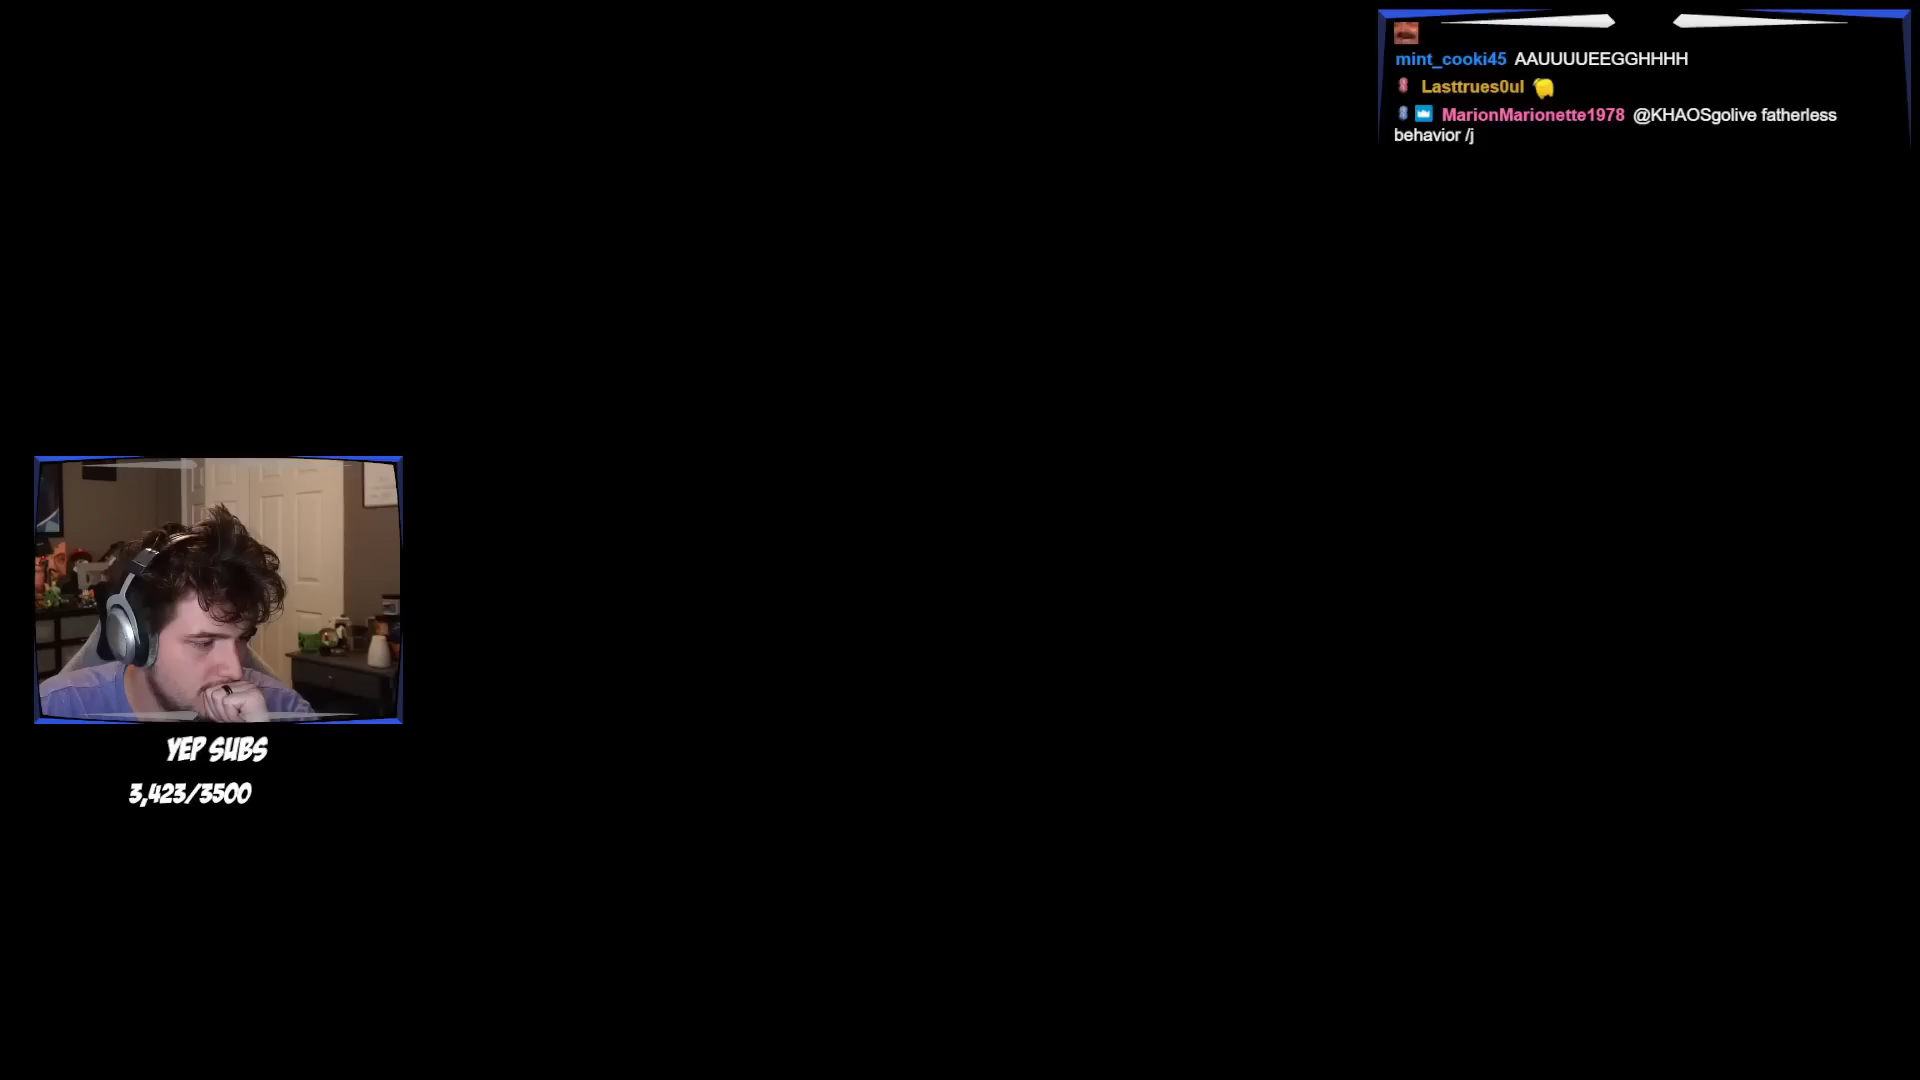 mint_cooki45 AAUUUUEEGGHHHH
Lasttrues0ul
MarionMarionette1978 @KHAOSgolive fatherless
behavior /j
YEP SUBS
3,423/3500